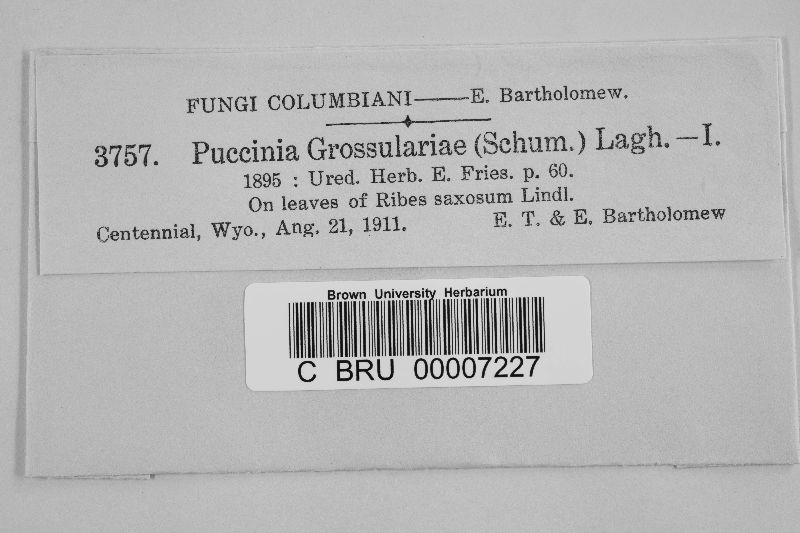 FUNGI COLUMBIANI——E. Bartholomew.
3757. Puccinia Grossulariae (Schum.) Lagh. —I.
1895 : Ured. Herb. E. Fries. p. 60.
On leaves of Ribes saxosum Lindl.
Centennial, Wyo., Ang. 21, 1911. E. T. & E. Bartholomew
Brown University Herbarium
C BRU 00007227